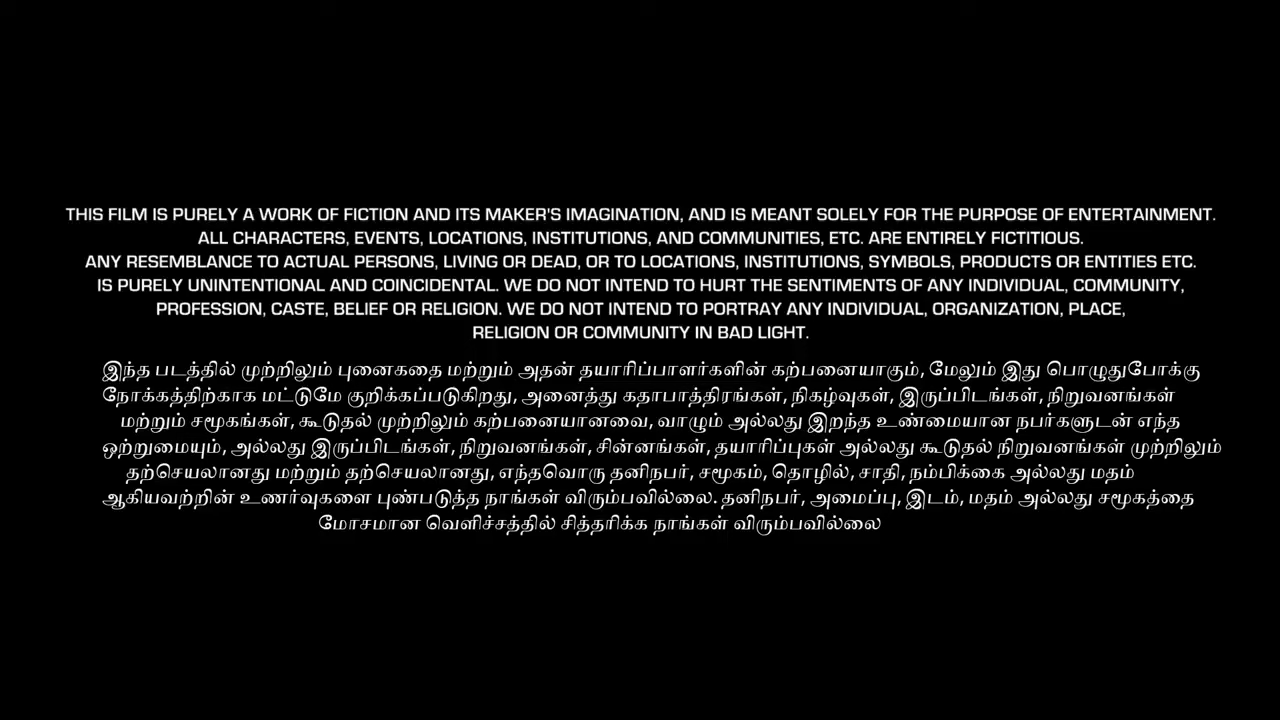 THIS FILM IS PURELY A WORK OF FICTION AND ITS MAKER'S IMAGINATION, AND IS MEANT SOLELY FOR THE PURPOSE OF ENTERTAINMENT.
ALL CHARACTERS, EVENTS, LOCATIONS, INSTITUTIONS, AND COMMUNITIES, ETC. ARE ENTIRELY FICTITIOUS.
ANY RESEMBLANCE TO ACTUAL PERSONS, LIVING OR DEAD, OR TO LOCATIONS, INSTITUTIONS, SYMBOLS, PRODUCTS OR ENTITIES ETC.
IS PURELY UNINTENTIONAL AND COINCIDENTAL. WE DO NOT INTEND TO HURT THE SENTIMENTS OF ANY INDIVIDUAL, COMMUNITY,
PROFESSION, CASTE, BELIEF OR RELIGION. WE DO NOT INTEND TO PORTRAY ANY INDIVIDUAL, ORGANIZATION, PLACE,
RELIGION OR COMMUNITY IN BAD LIGHT.
இந்த படத்தில் முற்றிலும் புனைகதை மற்றும் அதன் தயாரிப்பாளர்களின் கற்பனையாகும், மேலும் இது பொழுதுபோக்கு
நோக்கத்திற்காக மட்டுமே குறிக்கப்படுகிறது, அனைத்து கதாபாத்திரங்கள், நிகழ்வுகள், இருப்பிடங்கள், நிறுவனங்கள்
மற்றும் சமூகங்கள், கூடுதல் முற்றிலும் கற்பனையானவை, வாழும் அல்லது இறந்த உண்மையான நபர்களுடன் எந்த
ஒற்றுமையும், அல்லது இருப்பிடங்கள், நிறுவனங்கள், சின்னங்கள், தயாரிப்புகள் அல்லது கூடுதல் நிறுவனங்கள் முற்றிலும்
தற்செயலானது மற்றும் தற்செயலானது, எந்தவொரு தனிநபர், சமூகம், தொழில், சாதி, நம்பிக்கை அல்லது மதம்
ஆகியவற்றின் உணர்வுகளை புண்படுத்த நாங்கள் விரும்பவில்லை. தனிநபர், அமைப்பு, இடம், மதம் அல்லது சமூகத்தை
மோசமான வெளிச்சத்தில் சித்தரிக்க நாங்கள் விரும்பவில்லை